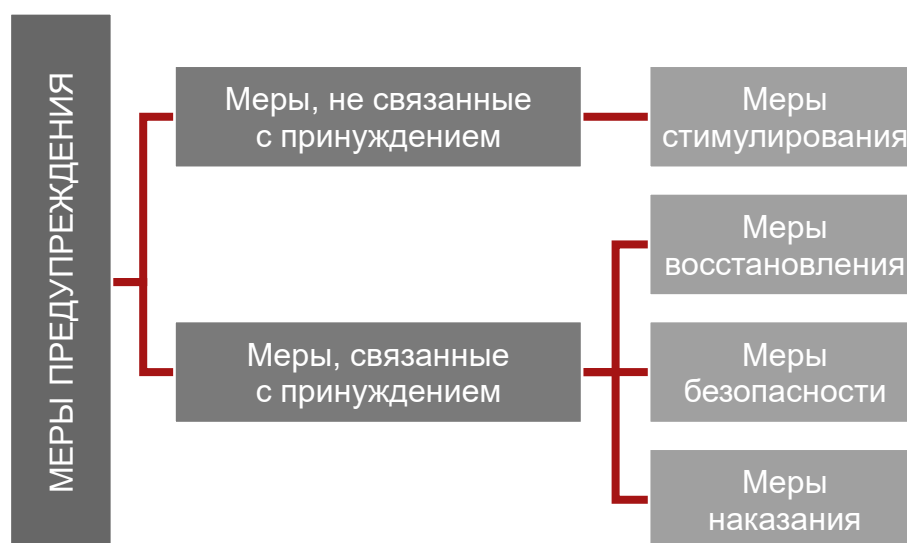 МЕРЫ ПРЕДУПРЕЖДЕНИЯ
Меры, не связанные
с принуждением
Меры
стимулирования
Меры, связанные
с принуждением
Меры
восстановления
Меры
безопасности
Меры
наказания